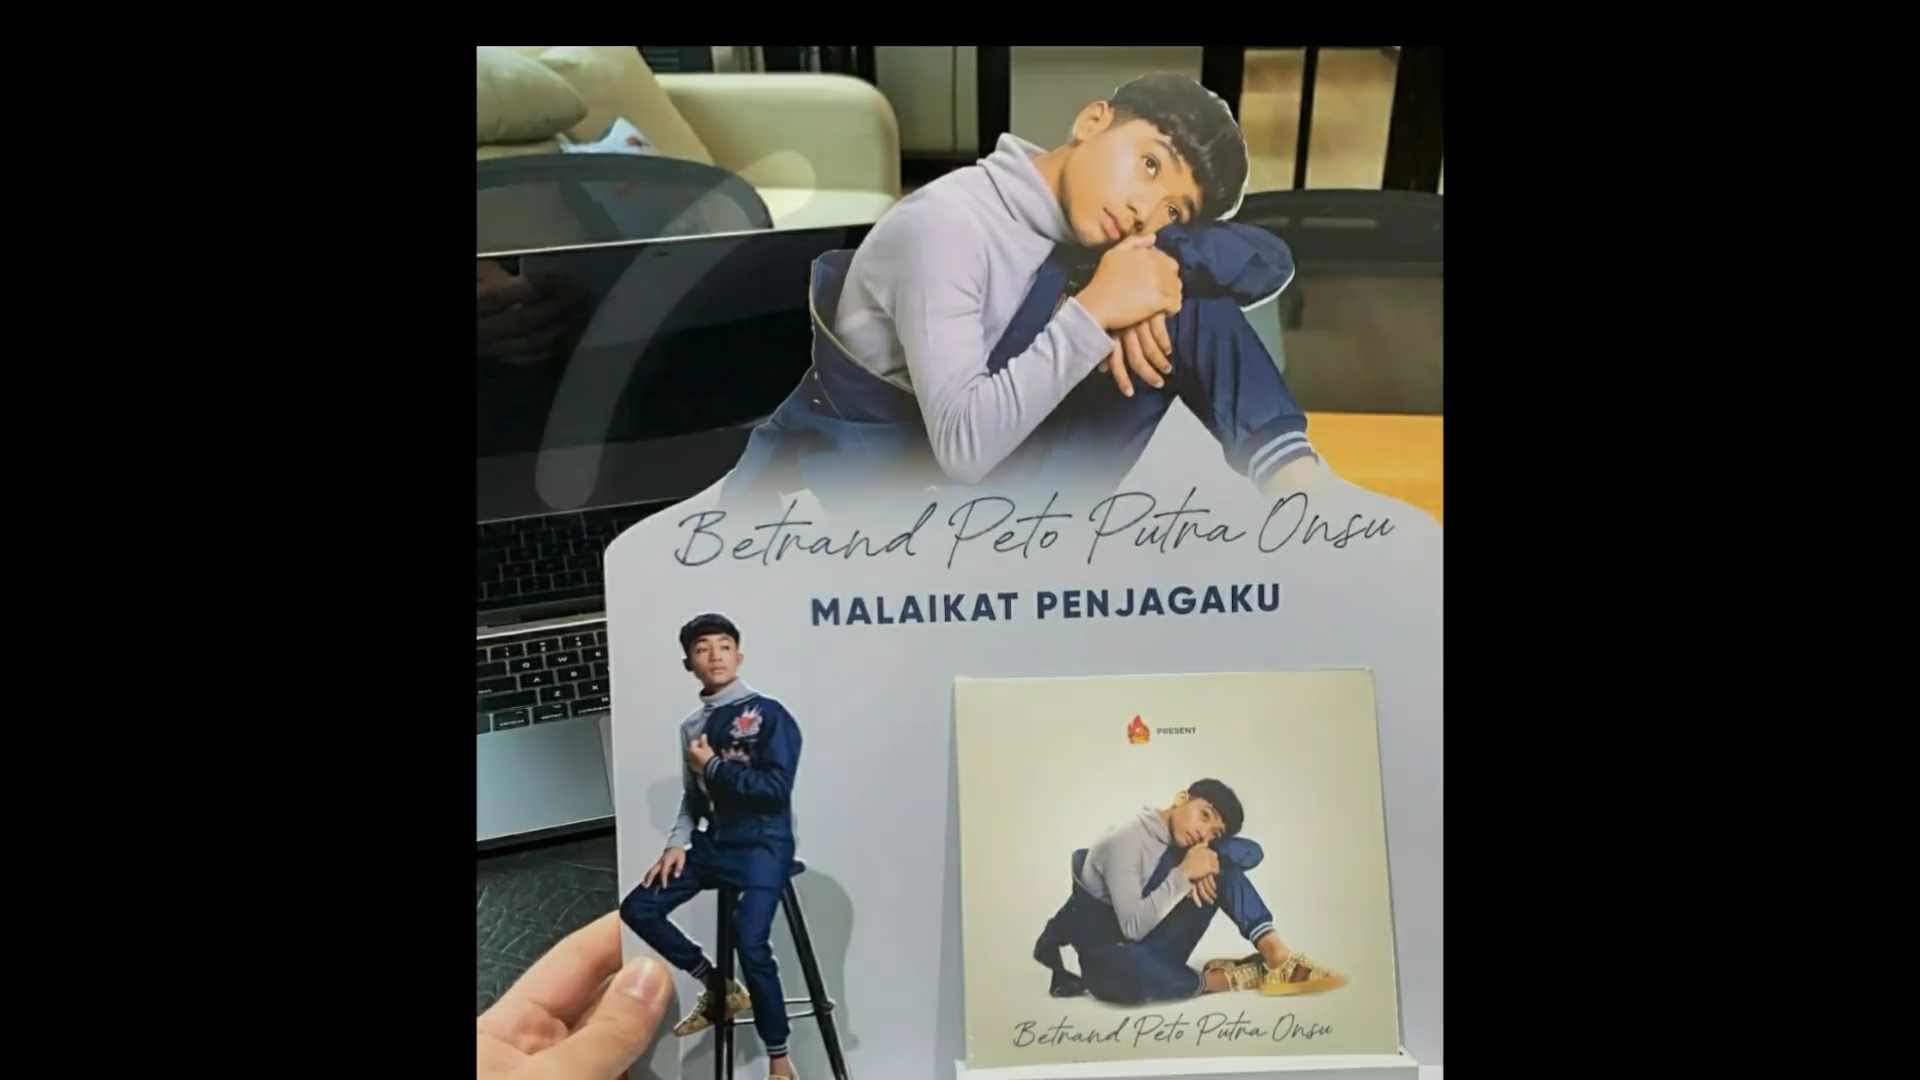 Betrand Peto Putra Onsu
MALAIKAT PENJAGAKU
PRESENT
Betrand Peto Putra Onsu